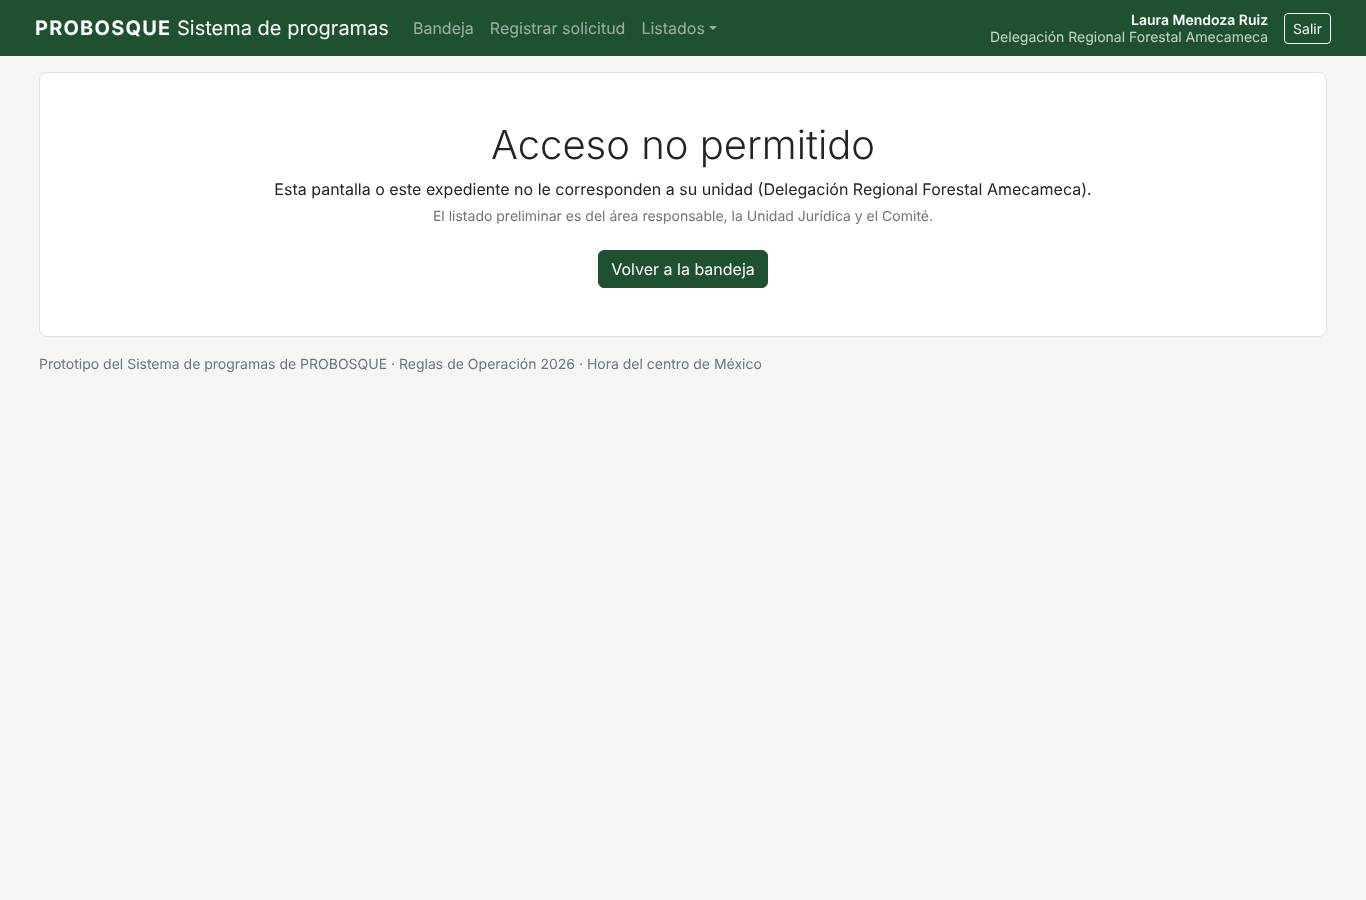 PROBOSQUE Sistema de programas
Bandeja
Registrar solicitud
Listados
Laura Mendoza Ruiz
Delegación Regional Forestal Amecameca
Salir
Acceso no permitido
Esta pantalla o este expediente no le corresponden a su unidad (Delegación Regional Forestal Amecameca).
El listado preliminar es del área responsable, la Unidad Jurídica y el Comité.
Volver a la bandeja
Prototipo del Sistema de programas de PROBOSQUE · Reglas de Operación 2026 · Hora del centro de México